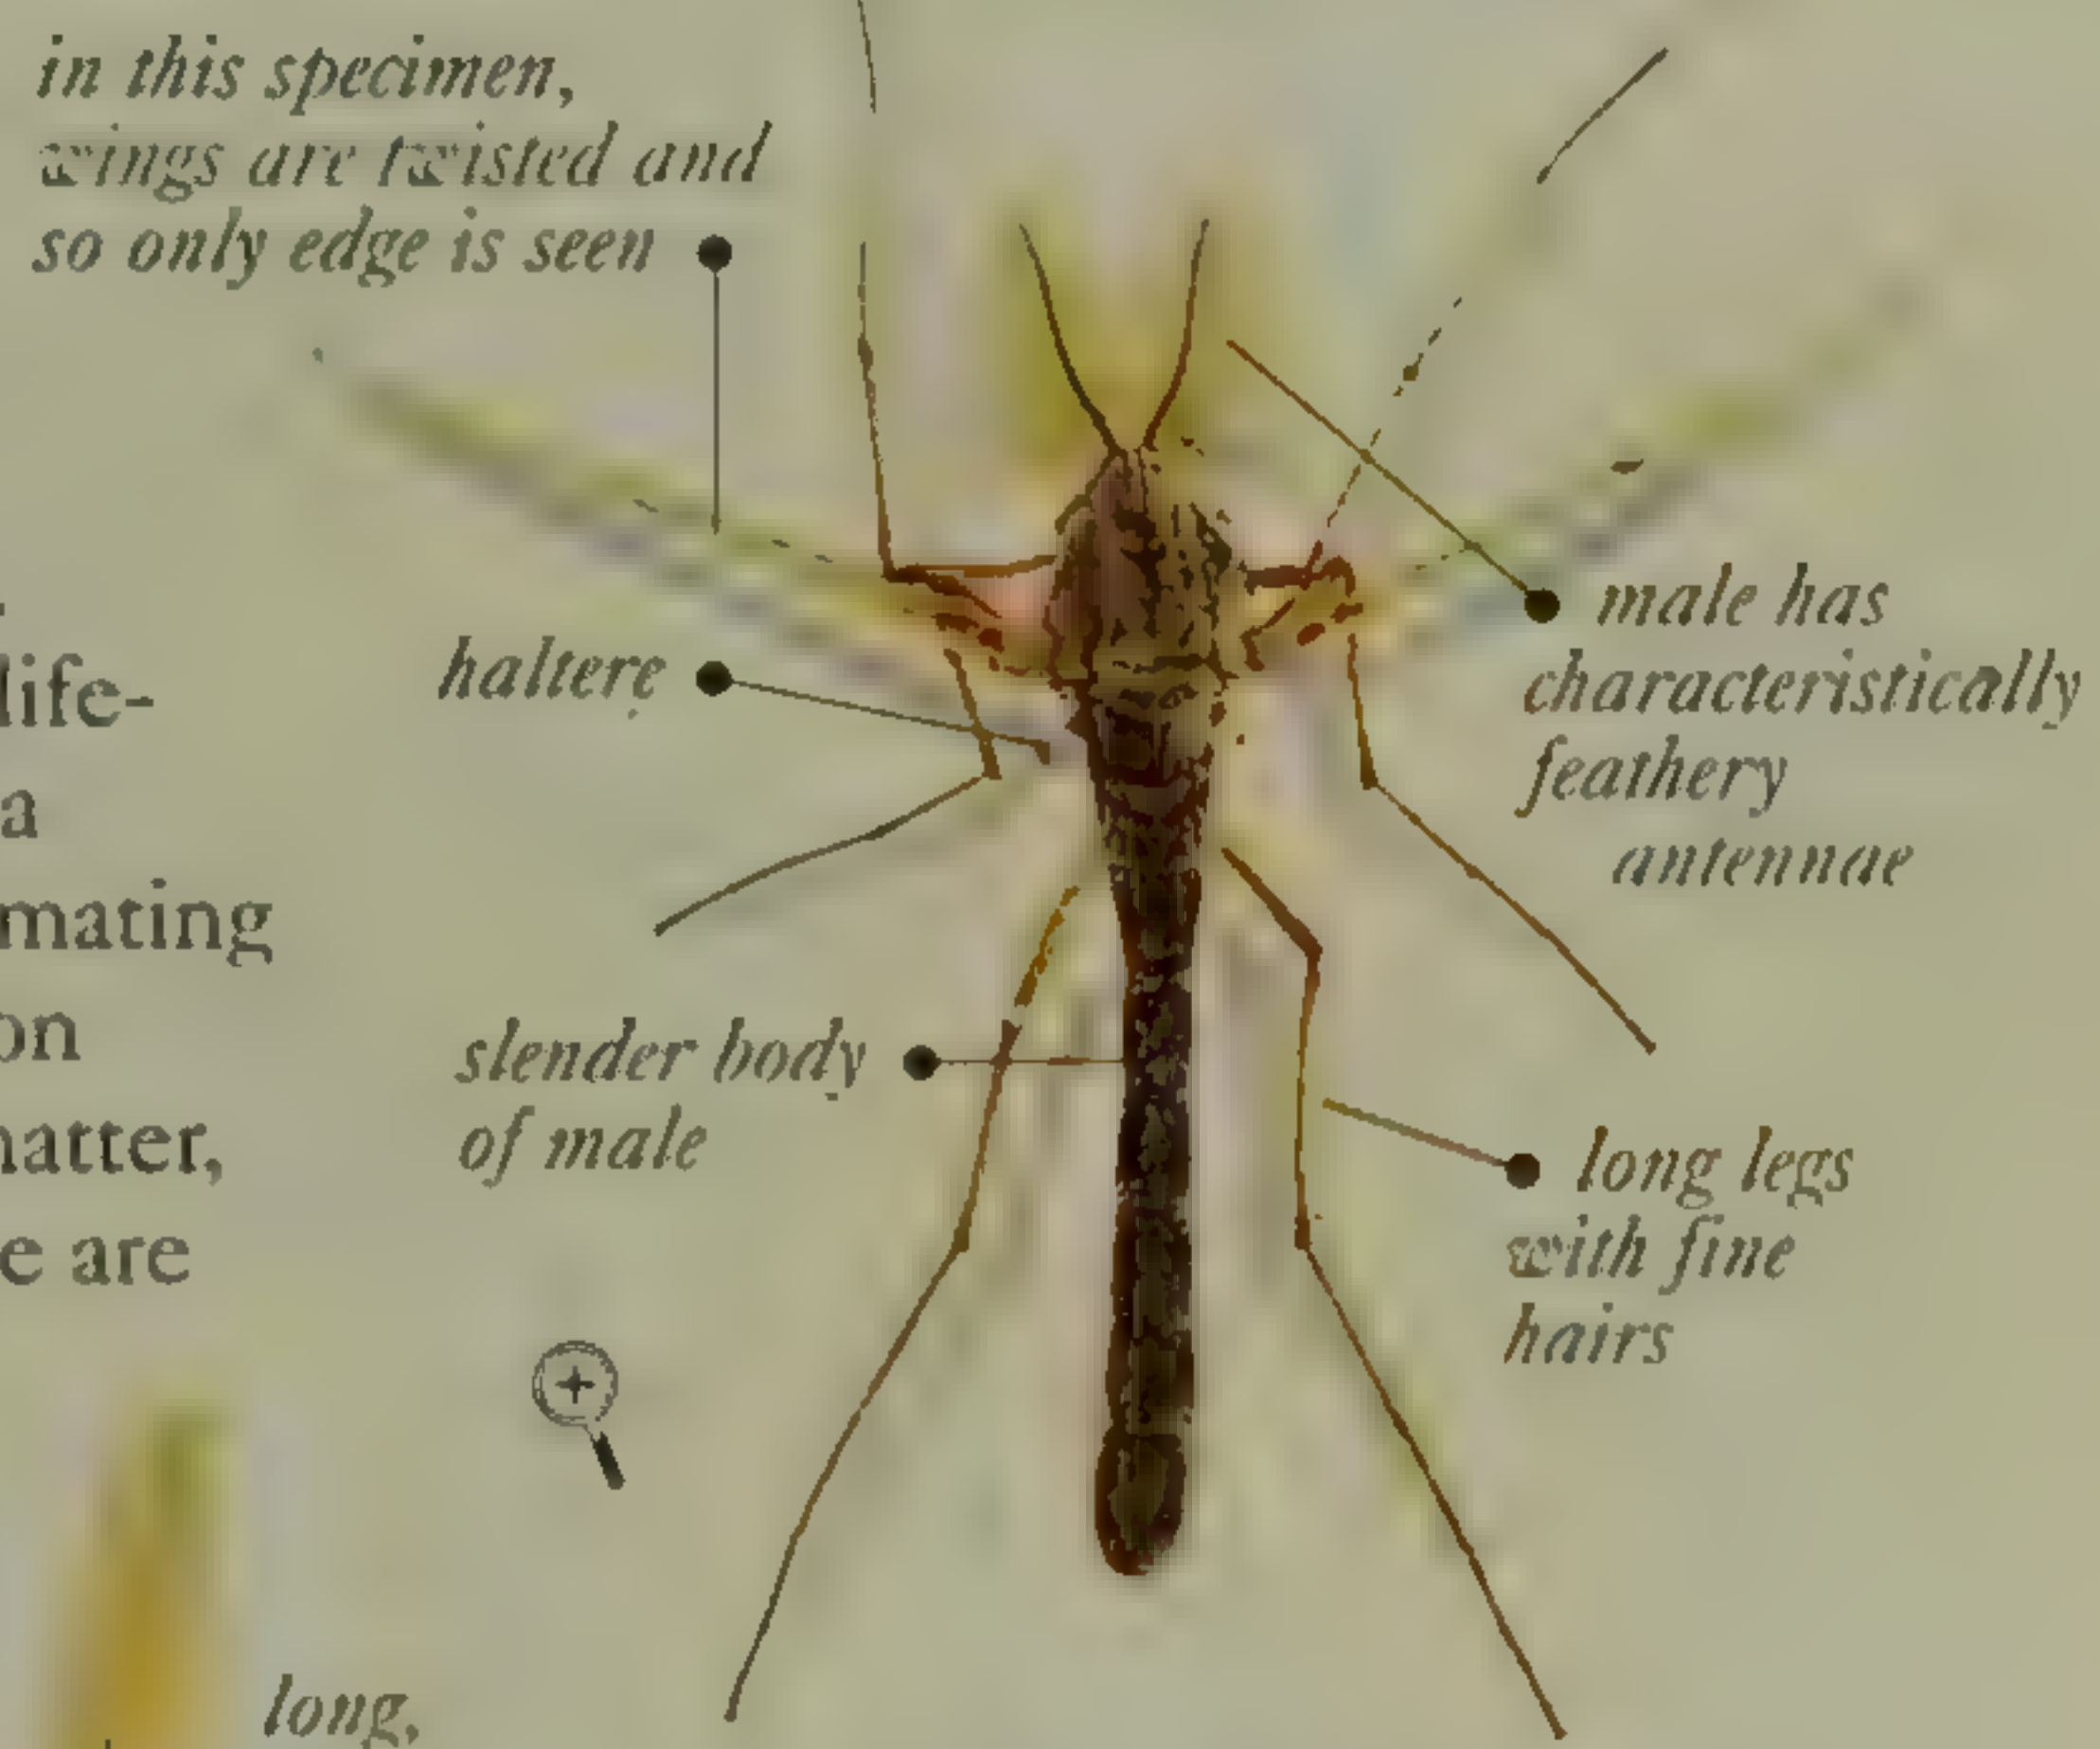 in this specimen,
wings are twisted and
so only edge is seen
haltere
slender body
of male
male has
characteristically
feathery
antennae
long legs
with fine
hairs
life-
a
mating
on
matter,
e are
long,